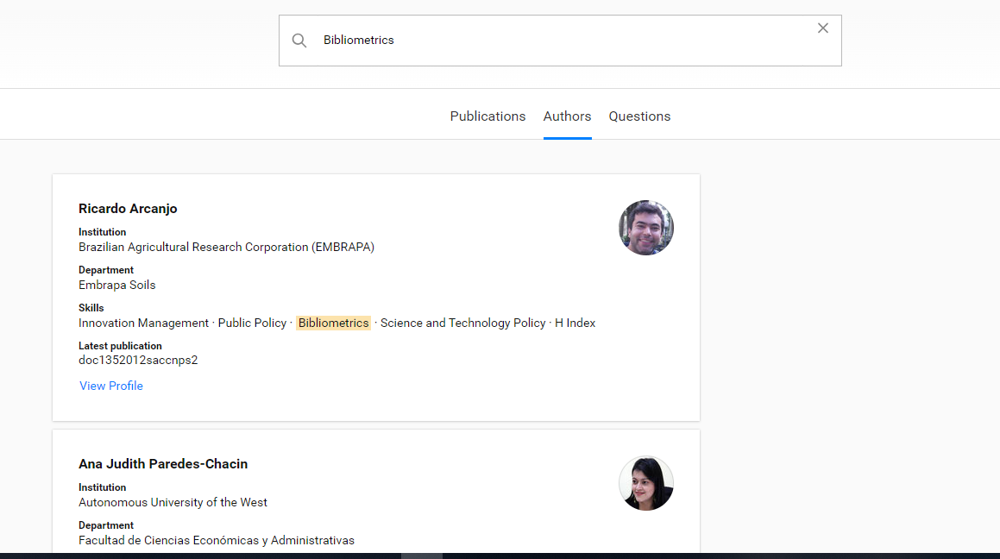 Bibliometrics
Publications Authors Questions
Ricardo Arcanjo
Institution
Brazilian Agricultural Research Corporation (EMBRAPA)
Department
Embrapa Soils
Skills
Innovation Management · Public Policy · Bibliometrics · Science and Technology Policy · H Index
Latest publication
doc1352012saccnps2
View Profile
Ana Judith Paredes-Chacin
Institution
Autonomous University of the West
Department
Facultad de Ciencias Económicas y Administrativas